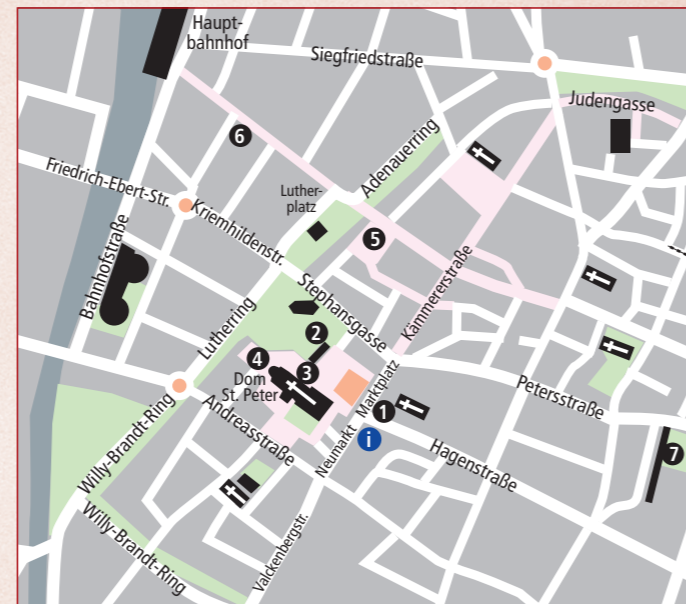 Haupt-
bahnhof
Siegfriedstraße
Judengasse
6
Adenauerring
Luther-
platz
Friedrich-Ebert-Str.
Kriemhildenstr.
5
Bahnhofstraße
Stephansgasse
Kämmererstraße
Lutherring
2
4
3
Dom
St. Peter
Marktplatz
1
Petersstraße
i
Neumarkt
Andreasstraße
Hagenstraße
7
Willy-Brandt-Ring
Willy-Brandt-Ring
Valckenbergstr.